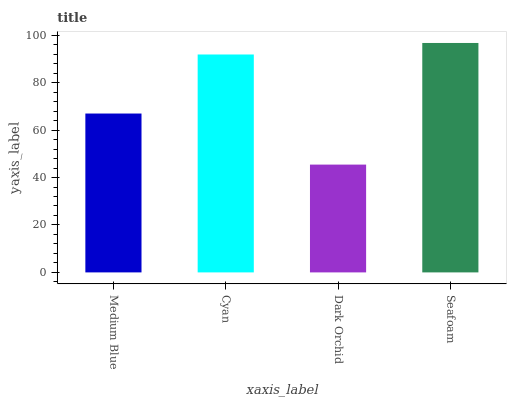 title
yaxis_label
100
80
60
40
20
0
Medium Blue
Cyan
Dark Orchid
Seafoam
xaxis_label